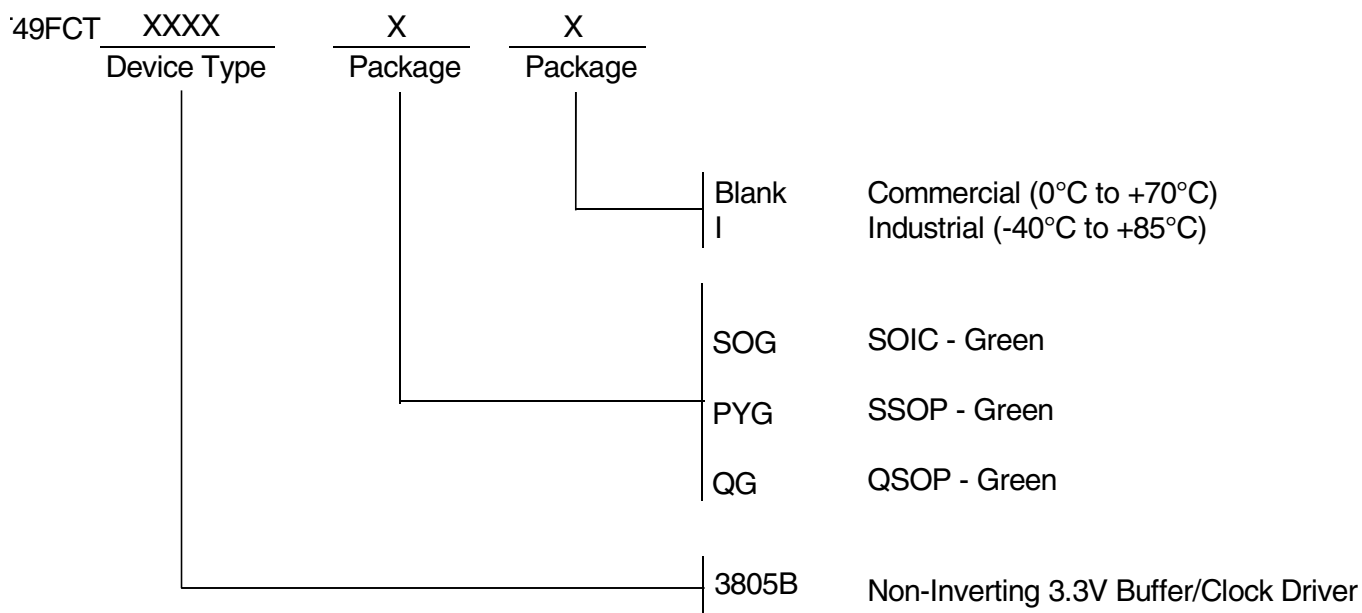 49FCT XXXX X X
Device Type Package Package
Blank Commercial (0°C to +70°C)
I Industrial (-40°C to +85°C)
SOG SOIC - Green
PYG SSOP - Green
QG QSOP - Green
3805B Non-Inverting 3.3V Buffer/Clock Driver